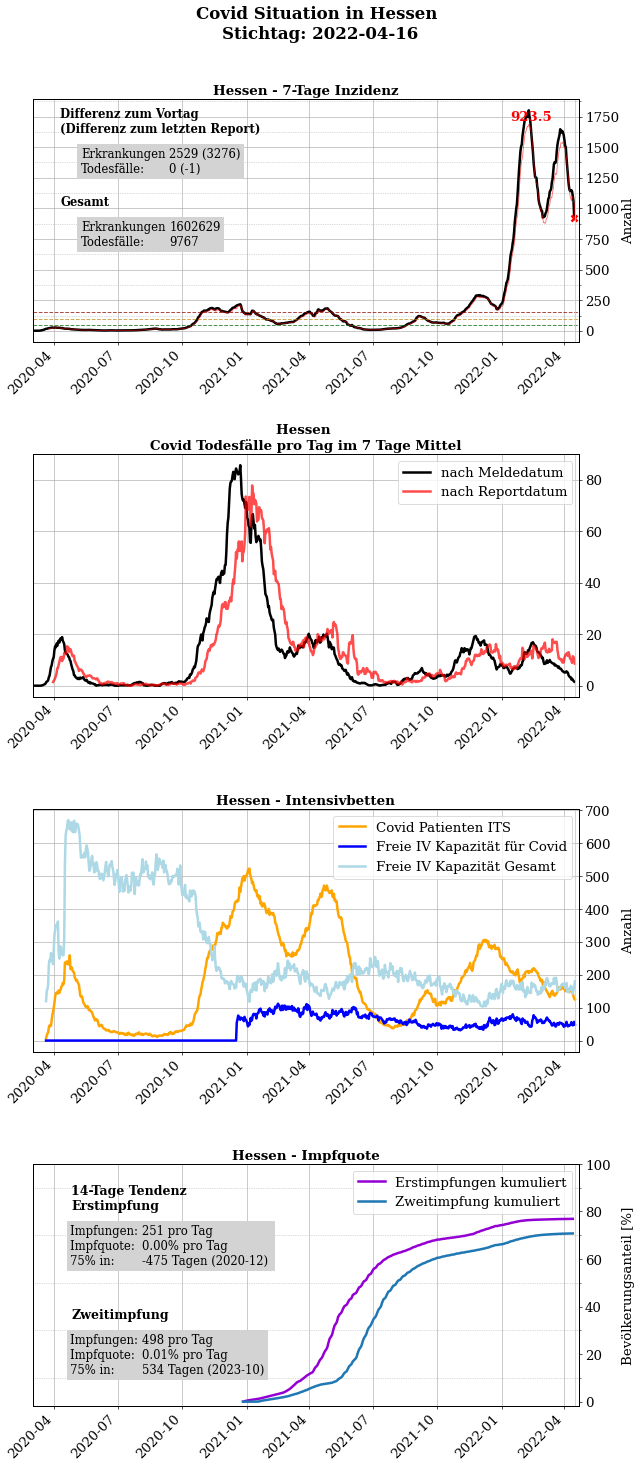 Covid Situation in Hessen
Stichtag: 2022-04-16
Hessen - 7-Tage Inzidenz
Differenz zum Vortag
(Differenz zum letzten Report)
Erkrankungen 2529 (3276)
Todesfälle: 0 (-1)
Gesamt
Erkrankungen 1602629
Todesfälle: 9767
923.5
1750
1500
1250
1000
750
500
250
0
Anzahl
2020-04 2020-07 2020-10 2021-01 2021-04 2021-07 2021-10 2022-01 2022-04
Hessen
Covid Todesfälle pro Tag im 7 Tage Mittel
nach Meldedatum
nach Reportdatum
80
60
40
20
0
2020-04 2020-07 2020-10 2021-01 2021-04 2021-07 2021-10 2022-01 2022-04
Hessen - Intensivbetten
Covid Patienten ITS
Freie IV Kapazität für Covid
Freie IV Kapazität Gesamt
700
600
500
400
300
200
100
0
Anzahl
2020-04 2020-07 2020-10 2021-01 2021-04 2021-07 2021-10 2022-01 2022-04
Hessen - Impfquote
14-Tage Tendenz
Erstimpfung
Impfungen: 251 pro Tag
Impfquote: 0.00% pro Tag
75% in: -475 Tagen (2020-12)
Zweitimpfung
Impfungen: 498 pro Tag
Impfquote: 0.01% pro Tag
75% in: 534 Tagen (2023-10)
Erstimpfungen kumuliert
Zweitimpfung kumuliert
100
80
60
40
20
0
Bevölkerungsanteil [%]
2020-04 2020-07 2020-10 2021-01 2021-04 2021-07 2021-10 2022-01 2022-04